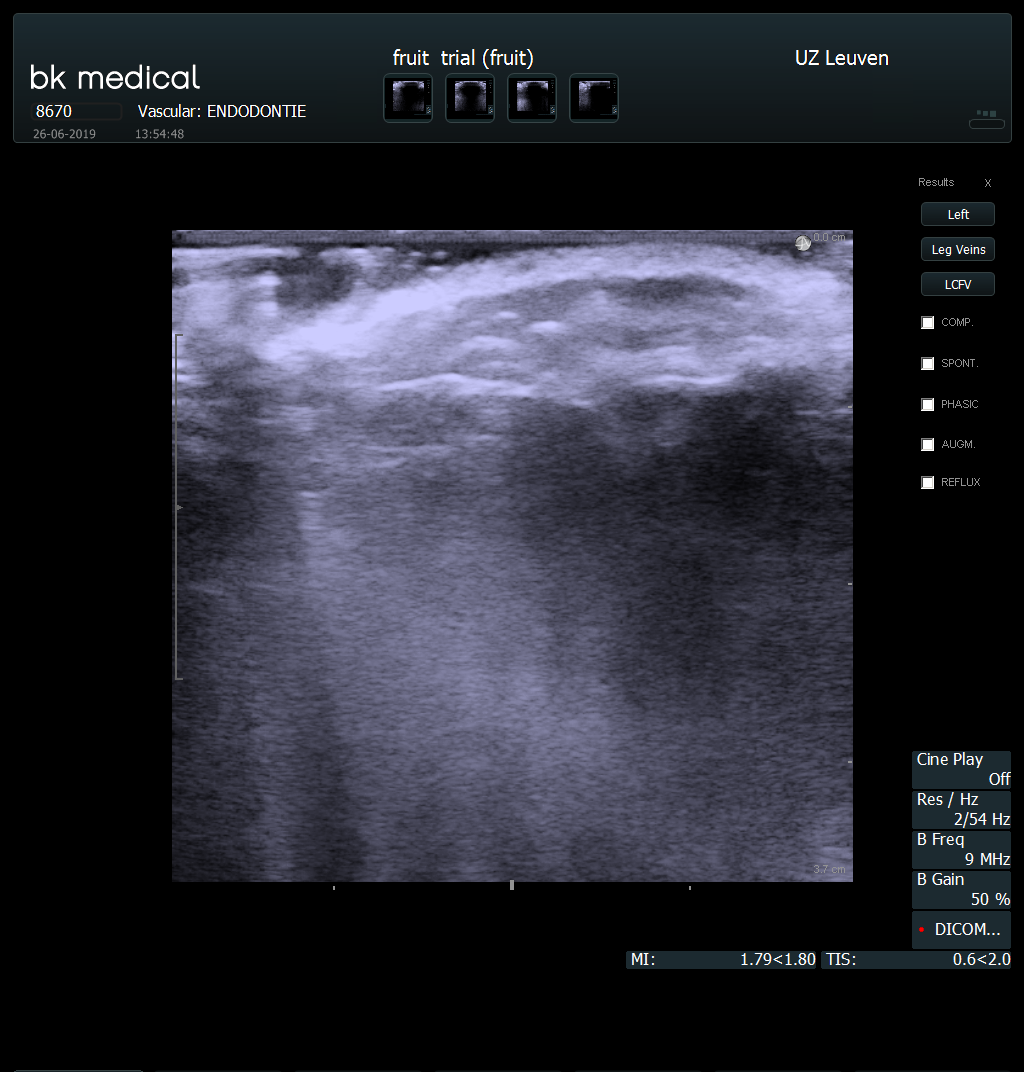 fruit trial (fruit)
UZ Leuven
bk medical
8670
Vascular: ENDODONTIE
26-06-2019
13:54:48
Results X
Left
Leg Veins
LCFV
COMP.
SPONT.
PHASIC
AUGM.
REFLUX
0.0 cm
3.7 cm
Cine Play
Off
Res / Hz
2/54 Hz
B Freq
9 MHz
B Gain
50 %
DICOM...
MI: 1.79<1.80 TIS: 0.6<2.0